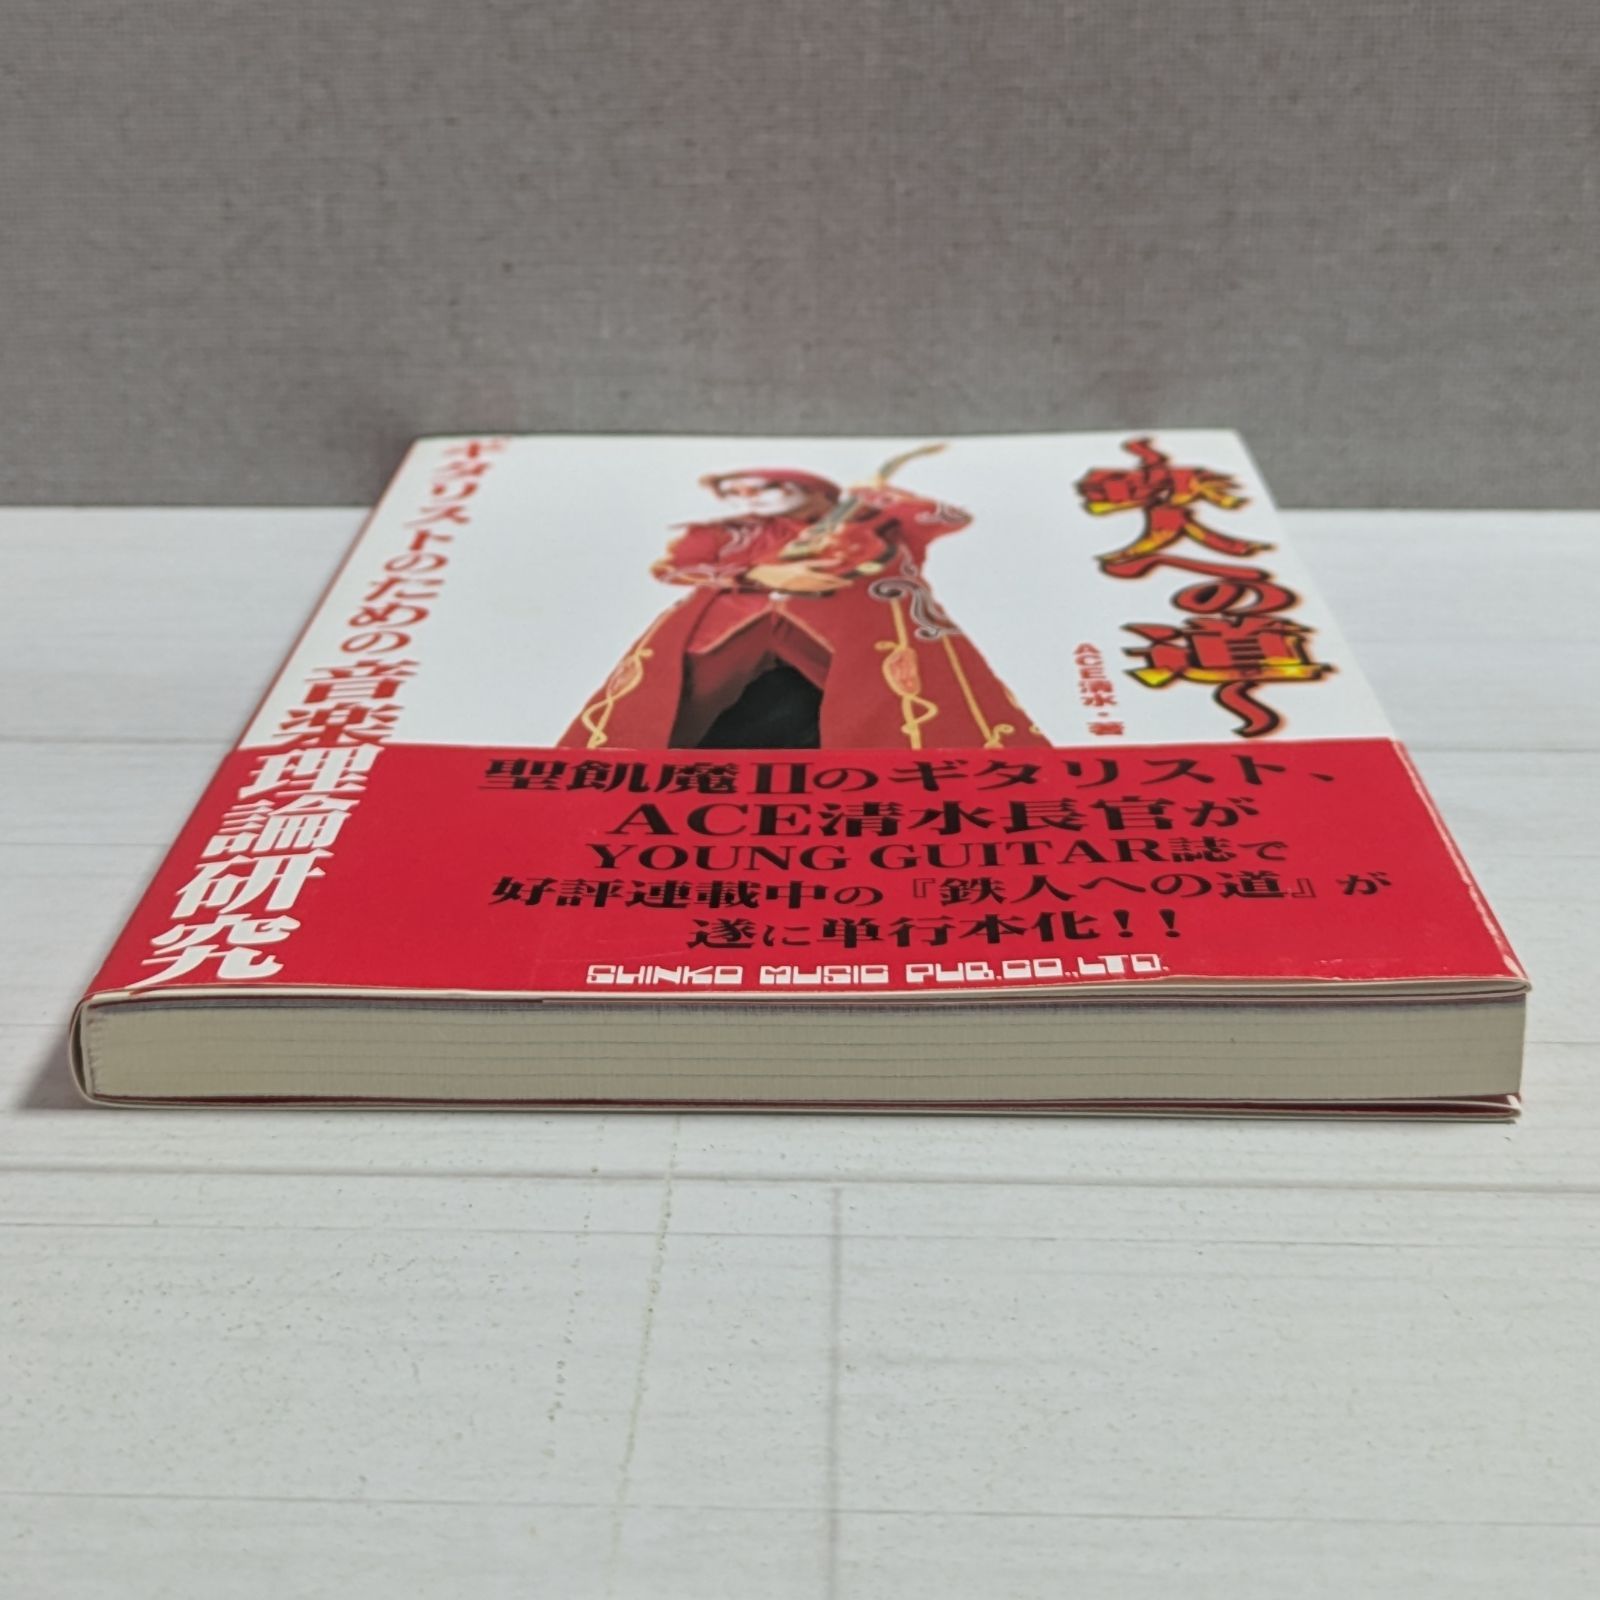 ～鉄人への道～
ACE清水・著
ギタリストのための音楽理論研究
聖飢魔IIのギタリスト、
ACE清水長官が
YOUNG GUITAR誌で
好評連載中の『鉄人への道』が
遂に単行本化！！
SHINKO MUSIC PUB.CO.,LTD.